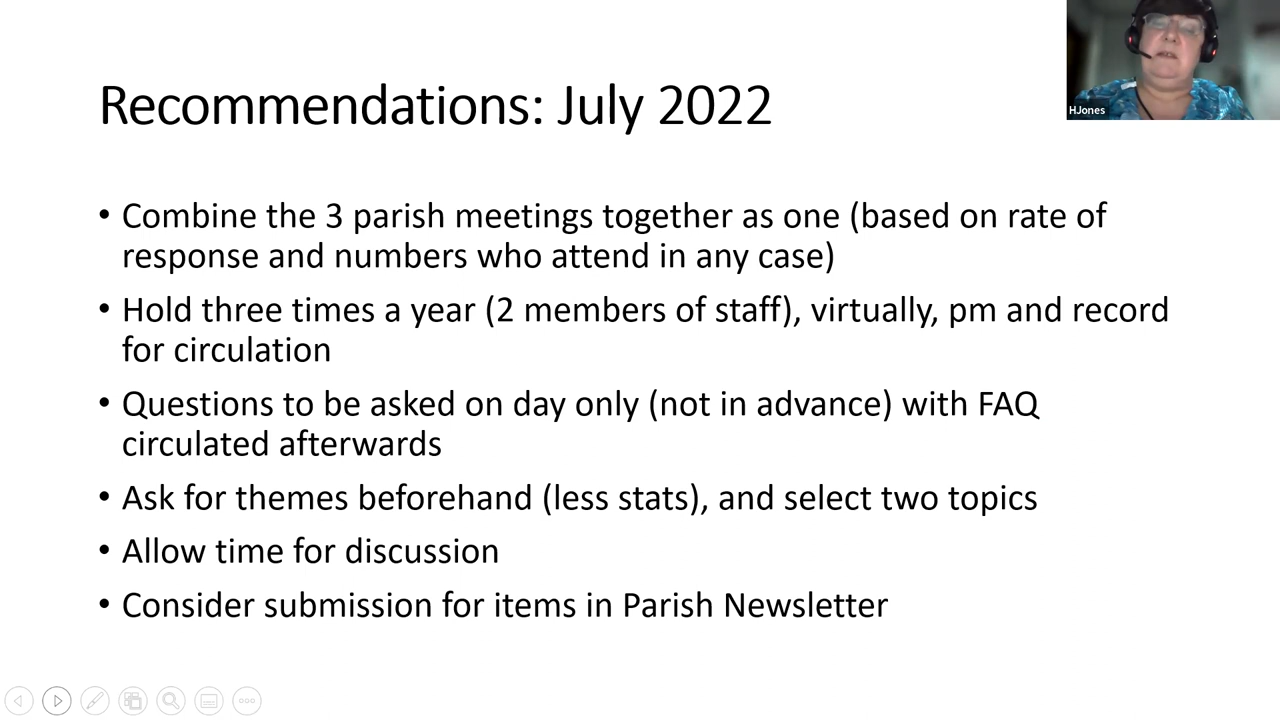 Recommendations: July 2022
HJones
• Combine the 3 parish meetings together as one (based on rate of
response and numbers who attend in any case)
• Hold three times a year (2 members of staff), virtually, pm and record
for circulation
• Questions to be asked on day only (not in advance) with FAQ
circulated afterwards
• Ask for themes beforehand (less stats), and select two topics
• Allow time for discussion
• Consider submission for items in Parish Newsletter